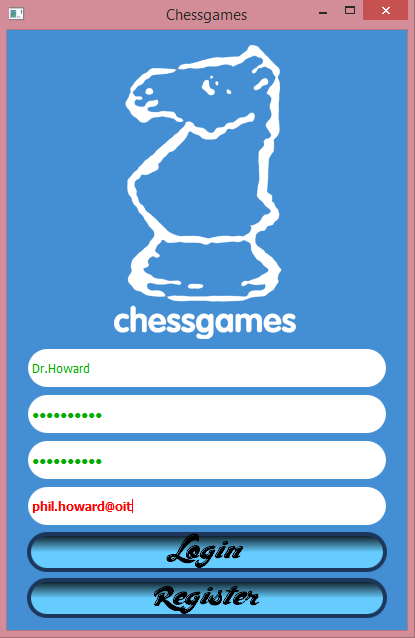 Chessgames
chessgames
Dr.Howard
••••••••••
••••••••••
phil.howard@oit
Login
Register